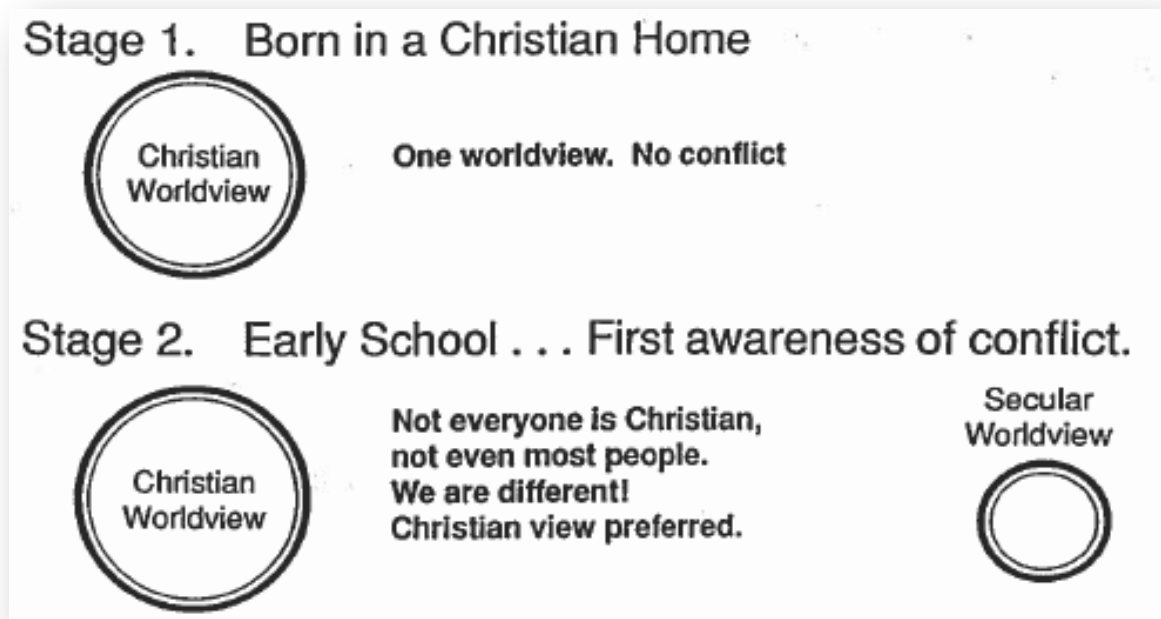 Stage 1. Born in a Christian Home
Christian
Worldview
One worldview. No conflict
Stage 2. Early School . . . First awareness of conflict.
Christian
Worldview
Not everyone is Christian,
not even most people.
We are different!
Christian view preferred.
Secular
Worldview